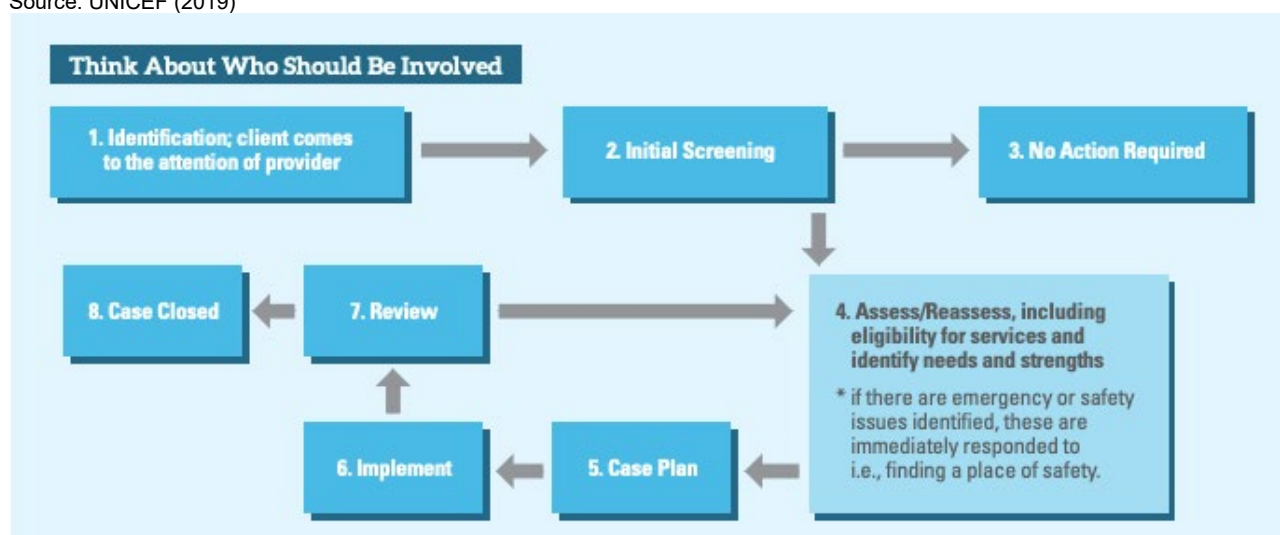 Source: UNICEF (2019)
Think About Who Should Be Involved
1. Identification; client comes
to the attention of provider
2. Initial Screening
3. No Action Required
4. Assess/Reassess, including
eligibility for services and
identify needs and strengths
* if there are emergency or safety
issues identified, these are
immediately responded to
i.e., finding a place of safety.
5. Case Plan
6. Implement
7. Review
8. Case Closed